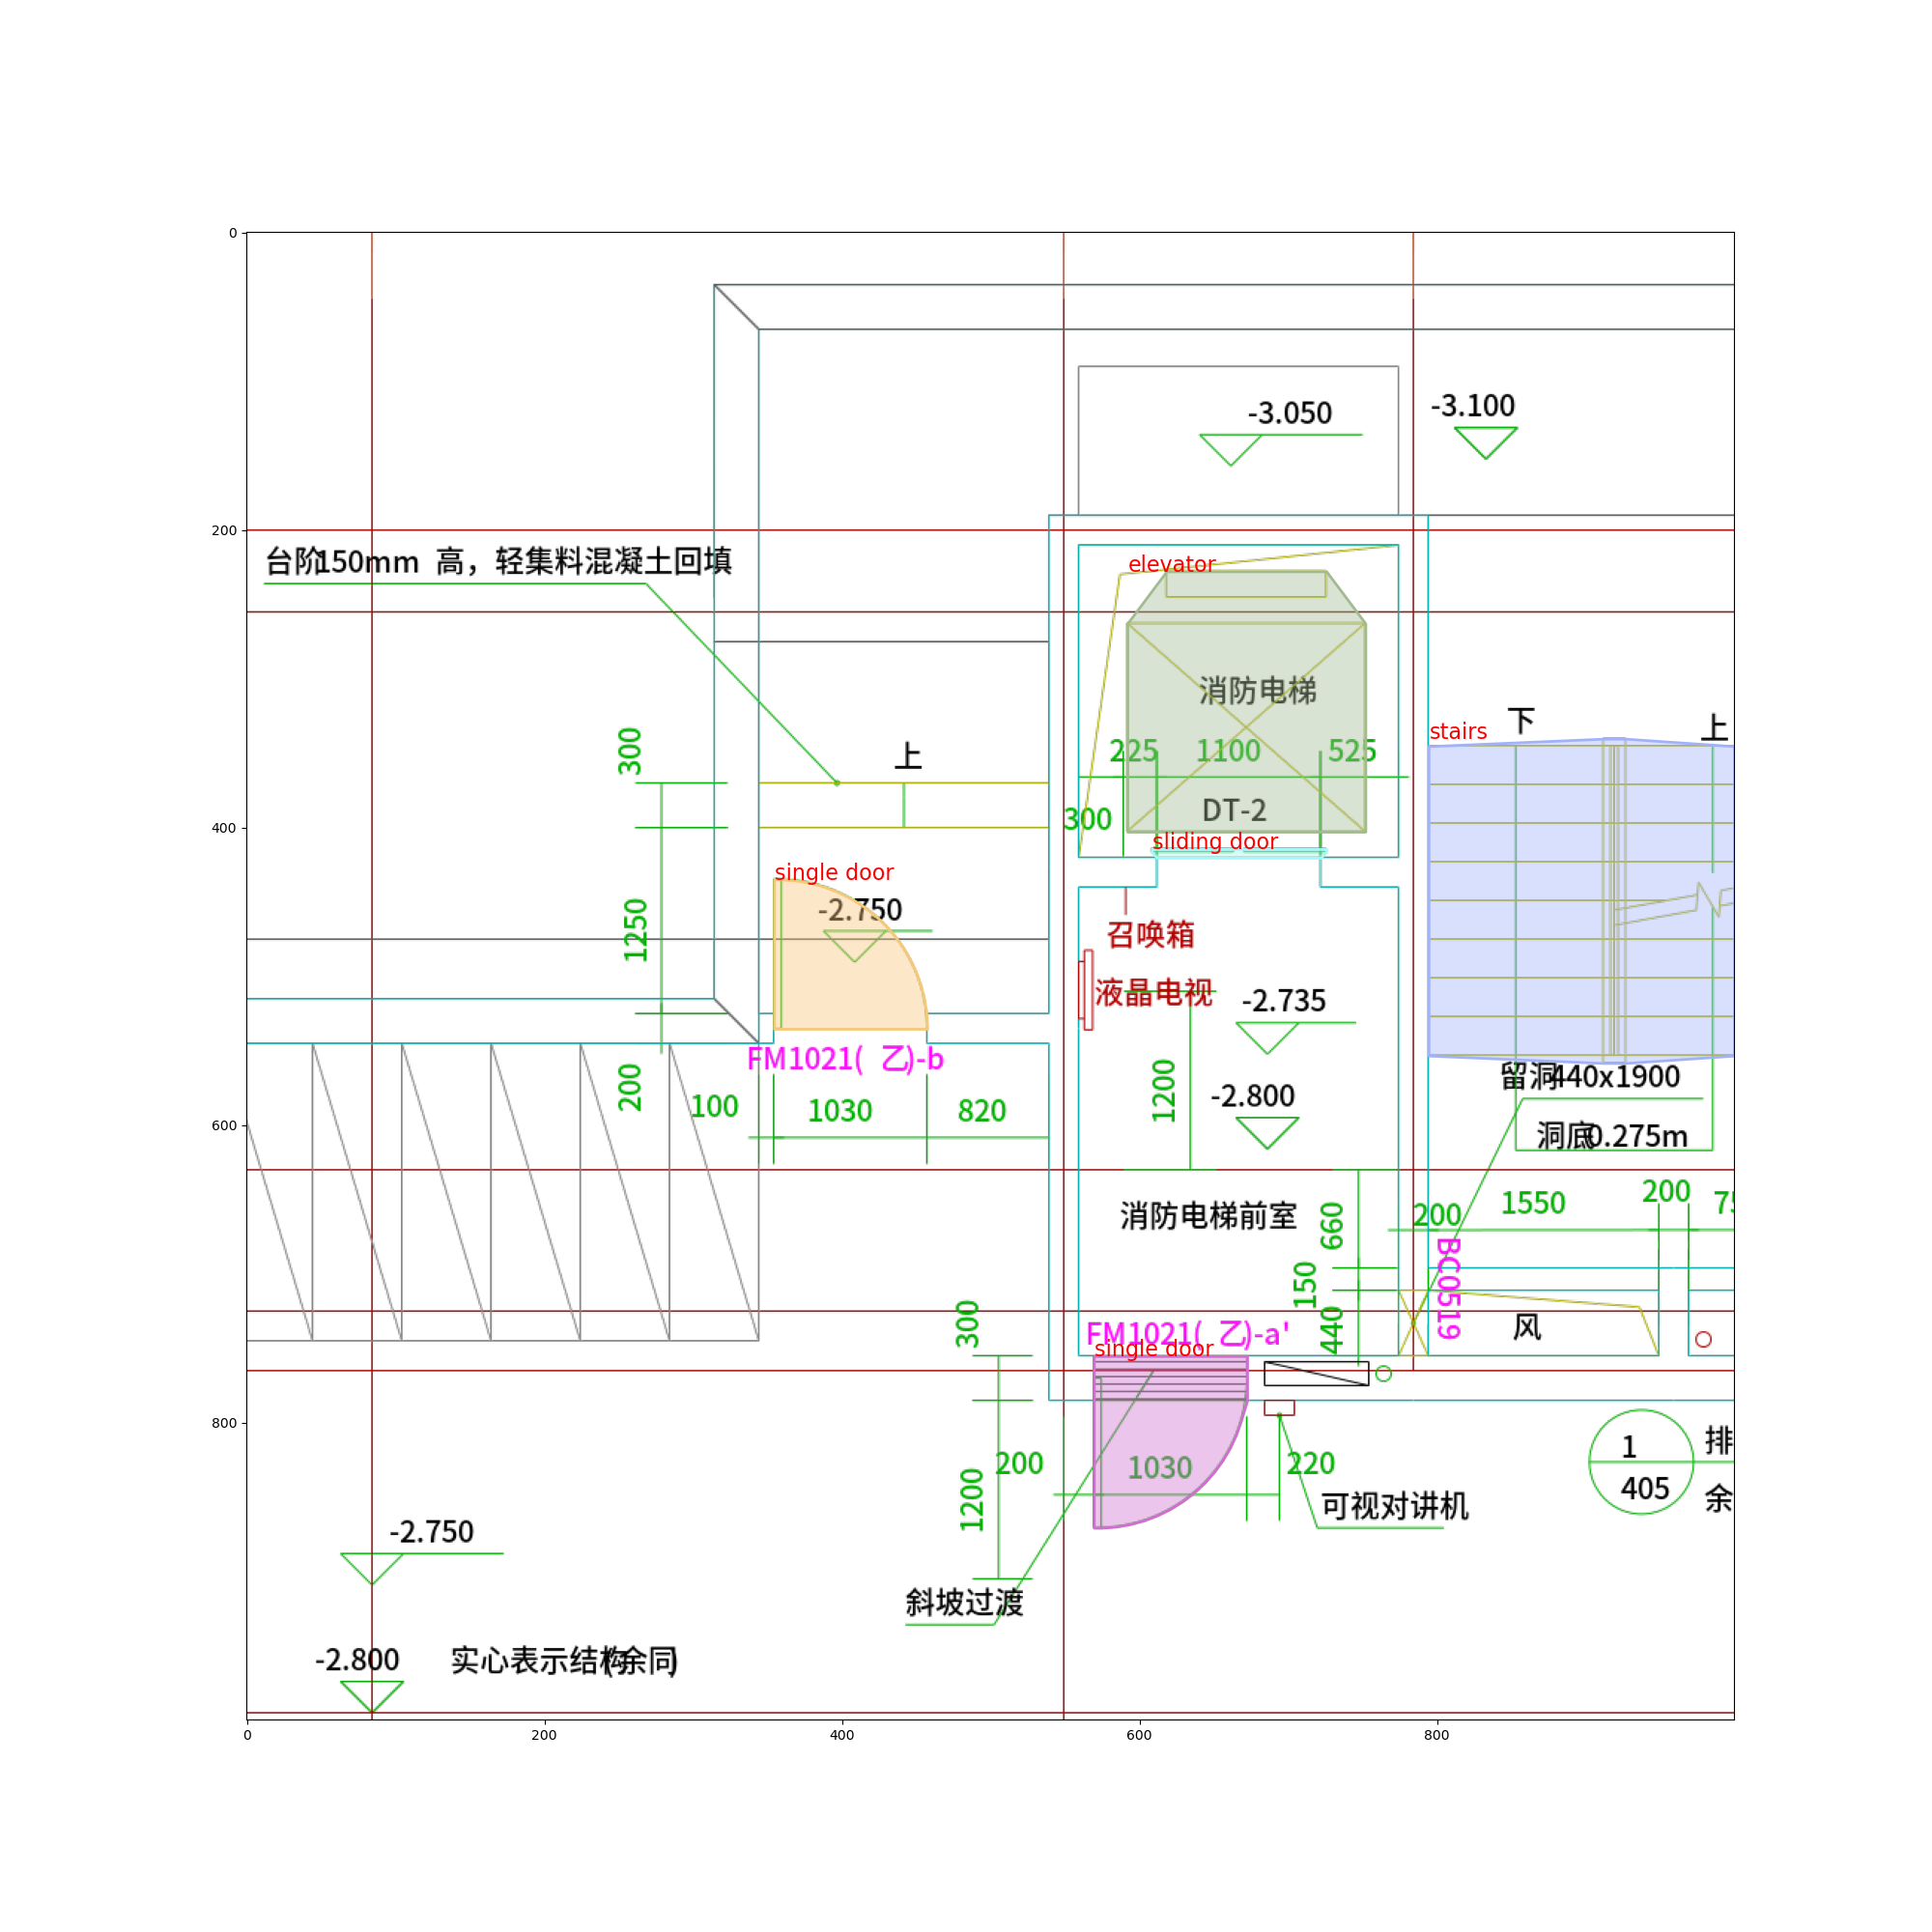 0
-3.050
-3.100
200
台阶150mm 高，轻集料混凝土回填
elevator
消防电梯
下
上
stairs
300
上
225 1100 525
DT-2
300
400
sliding door
single door
-2.750
1250
召唤箱
液晶电视
-2.735
FM1021( 乙)-b
留洞440x1900
200
100
1030
820
1200
-2.800
600
洞底0.275m
消防电梯前室
660
200
1550
200
150
BC0519
300
FM1021( 乙)-a'
440
风
single door
800
1
排
405
余
200
1030
220
1200
可视对讲机
-2.750
斜坡过渡
-2.800
实心表示结构(余同)
0
200
400
600
800